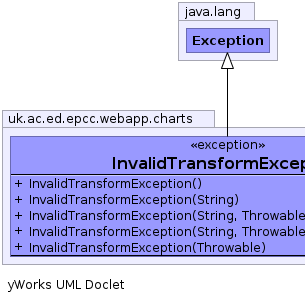 java.lang
Exception
uk.ac.ed.epcc.webapp.charts
«exception»
InvalidTransformExcep
+ InvalidTransformException()
+ InvalidTransformException(String)
+ InvalidTransformException(String, Throwable
+ InvalidTransformException(String, Throwable
+ InvalidTransformException(Throwable)
yWorks UML Doclet